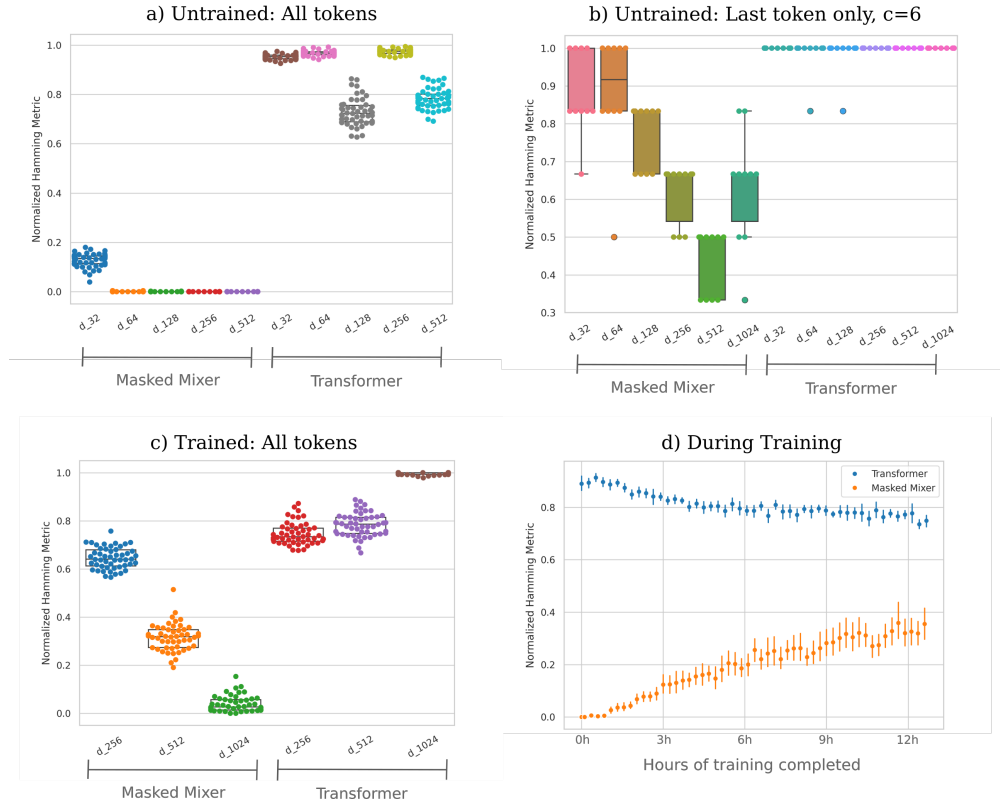 a) Untrained: All tokens
Normalized Hamming Metric
1.0
0.8
0.6
0.4
0.2
0.0
d_32 d_64 d_128 d_256 d_512 d_32 d_64 d_128 d_256 d_512
Masked Mixer Transformer
b) Untrained: Last token only, c=6
Normalized Hamming Metric
1.0
0.9
0.8
0.7
0.6
0.5
0.4
0.3
d_32 d_64 d_128 d_256 d_512 d_1024 d_32 d_64 d_128 d_256 d_512 d_1024
Masked Mixer Transformer
c) Trained: All tokens
Normalized Hamming Metric
1.0
0.8
0.6
0.4
0.2
0.0
d_256 d_512 d_1024 d_256 d_512 d_1024
Masked Mixer Transformer
d) During Training
Normalized Hamming Metric
0.8
0.6
0.4
0.2
0.0
Transformer
Masked Mixer
0h 3h 6h 9h 12h
Hours of training completed